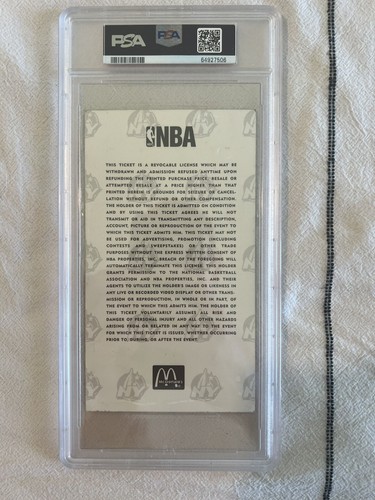 PSA
PSA
64927506
NBA
THIS TICKET IS A REVOCABLE LICENSE WHICH MAY BE
WITHDRAWN AND ADMISSION REFUSED ANYTIME UPON
REFUNDING THE PRINTED PURCHASE PRICE. RESALE OR
ATTEMPTED RESALE AT A PRICE HIGHER THAN THAT
PRINTED HEREIN IS GROUNDS FOR SEIZURE OR CANCEL-
LATION WITHOUT REFUND OR OTHER COMPENSATION.
THE HOLDER OF THIS TICKET IS ADMITTED ON CONDITION
AND BY USING THIS TICKET AGREES HE WILL NOT
TRANSMIT OR AID IN TRANSMITTING ANY DESCRIPTION,
ACCOUNT, PICTURE OR REPRODUCTION OF THE EVENT TO
WHICH THIS TICKET ADMITS HIM. THIS TICKET MAY NOT
BE USED FOR ADVERTISING, PROMOTION (INCLUDING
CONTESTS AND SWEEPSTAKES) OR OTHER TRADE
PURPOSES WITHOUT THE EXPRESS WRITTEN CONSENT OF
NBA PROPERTIES, INC. BREACH OF THE FOREGOING WILL
AUTOMATICALLY TERMINATE THIS LICENSE. THIS HOLDER
GRANTS PERMISSION TO THE NATIONAL BASKETBALL
ASSOCIATION AND NBA PROPERTIES, INC. AND THEIR
AGENTS TO UTILIZE THE HOLDER'S IMAGE OR LIKENESS IN
ANY LIVE OR RECORDED VIDEO DISPLAY OR OTHER TRANS-
MISSION OR REPRODUCTION, IN WHOLE OR IN PART, OF
THE EVENT TO WHICH THIS ADMITS HIM. THE HOLDER OF
THIS TICKET VOLUNTARILY ASSUMES ALL RISK AND
DANGER OF PERSONAL INJURY AND ALL OTHER HAZARDS
ARISING FROM OR RELATED IN ANY WAY TO THE EVENT
FOR WHICH THIS TICKET IS ISSUED, WHETHER OCCURRING
PRIOR TO, DURING, OR AFTER THE EVENT.
McDonald's